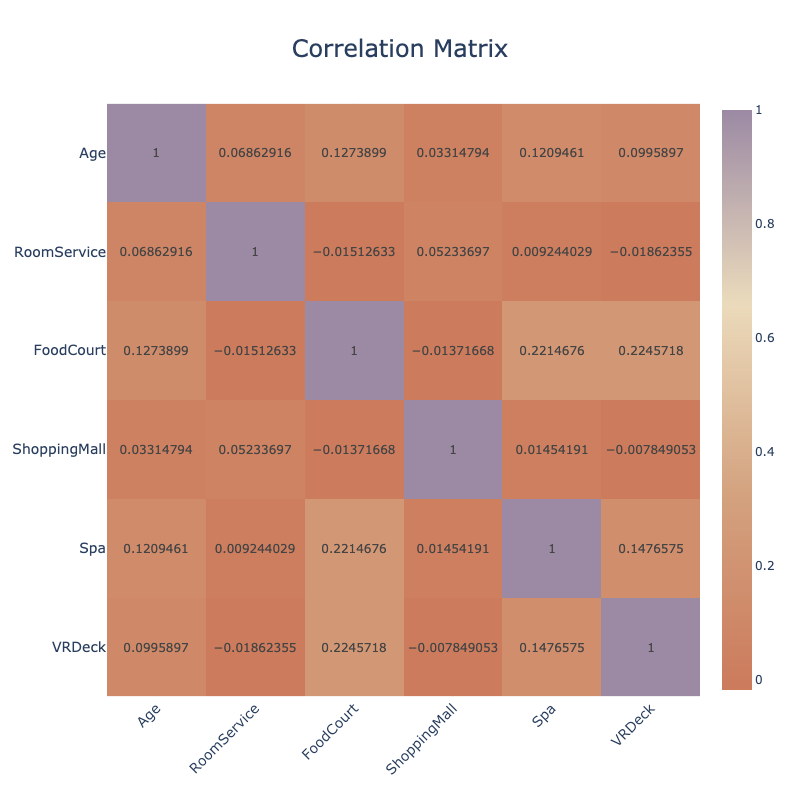 Correlation Matrix
Age 1 0.06862916 0.1273899 0.03314794 0.1209461 0.0995897
RoomService 0.06862916 1 −0.01512633 0.05233697 0.009244029 −0.01862355
FoodCourt 0.1273899 −0.01512633 1 −0.01371668 0.2214676 0.2245718
ShoppingMall 0.03314794 0.05233697 −0.01371668 1 0.01454191 −0.007849053
Spa 0.1209461 0.009244029 0.2214676 0.01454191 1 0.1476575
VRDeck 0.0995897 −0.01862355 0.2245718 −0.007849053 0.1476575 1
Age RoomService FoodCourt ShoppingMall Spa VRDeck
1
0.8
0.6
0.4
0.2
0